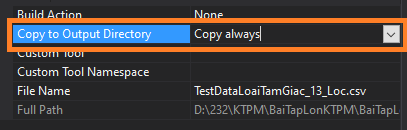 Build Action None
Copy to Output Directory Copy always
Custom Tool
Custom Tool Namespace
File Name TestDataLoaiTamGiac_13_Loc.csv
Full Path D:\232\KTPM\BaiTapLonKTPM\BaiTapL